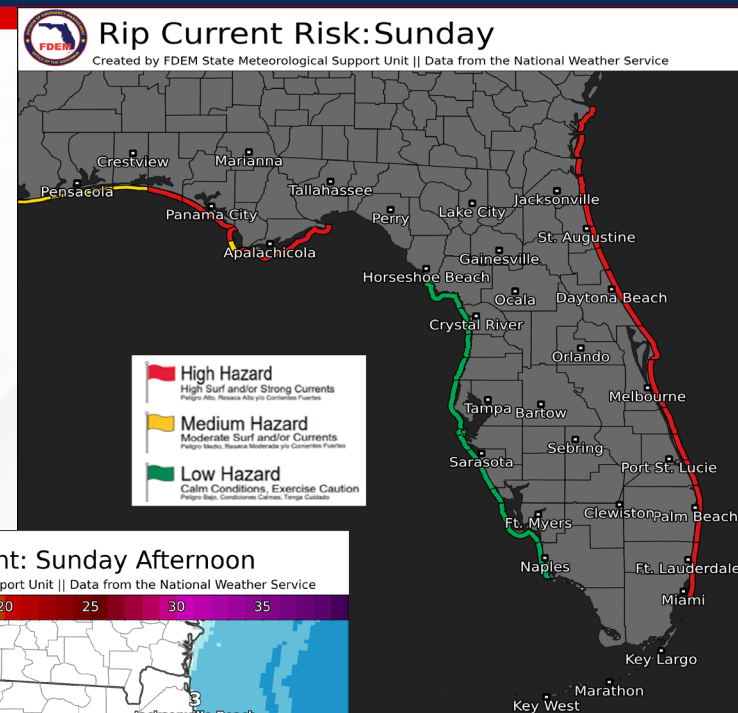 FDEM
Rip Current Risk: Sunday
Created by FDEM State Meteorological Support Unit || Data from the National Weather Service
Crestview
Marianna
Pensacola
Tallahassee
Jacksonville
Panama City
Perry
Lake City
St. Augustine
Apalachicola
Gainesville
Horseshoe Beach
Ocala
Daytona Beach
Crystal River
Orlando
High Hazard
High Surf and/or Strong Currents
Peligro Alto, Resaca Alta y/o Corrientes Fuertes
Melbourne
Tampa
Bartow
Medium Hazard
Moderate Surf and/or Currents
Peligro Medio, Resaca Moderada y/o Corrientes Fuertes
Sebring
Sarasota
Port St. Lucie
Low Hazard
Calm Conditions, Exercise Caution
Peligro Bajo, Condiciones Calmas, Tenga Cuidado
Clewiston
Palm Beach
Ft. Myers
Naples
Ft. Lauderdale
Miami
Key Largo
Marathon
Key West
nt: Sunday Afternoon
port Unit || Data from the National Weather Service
20 25 30 35
3